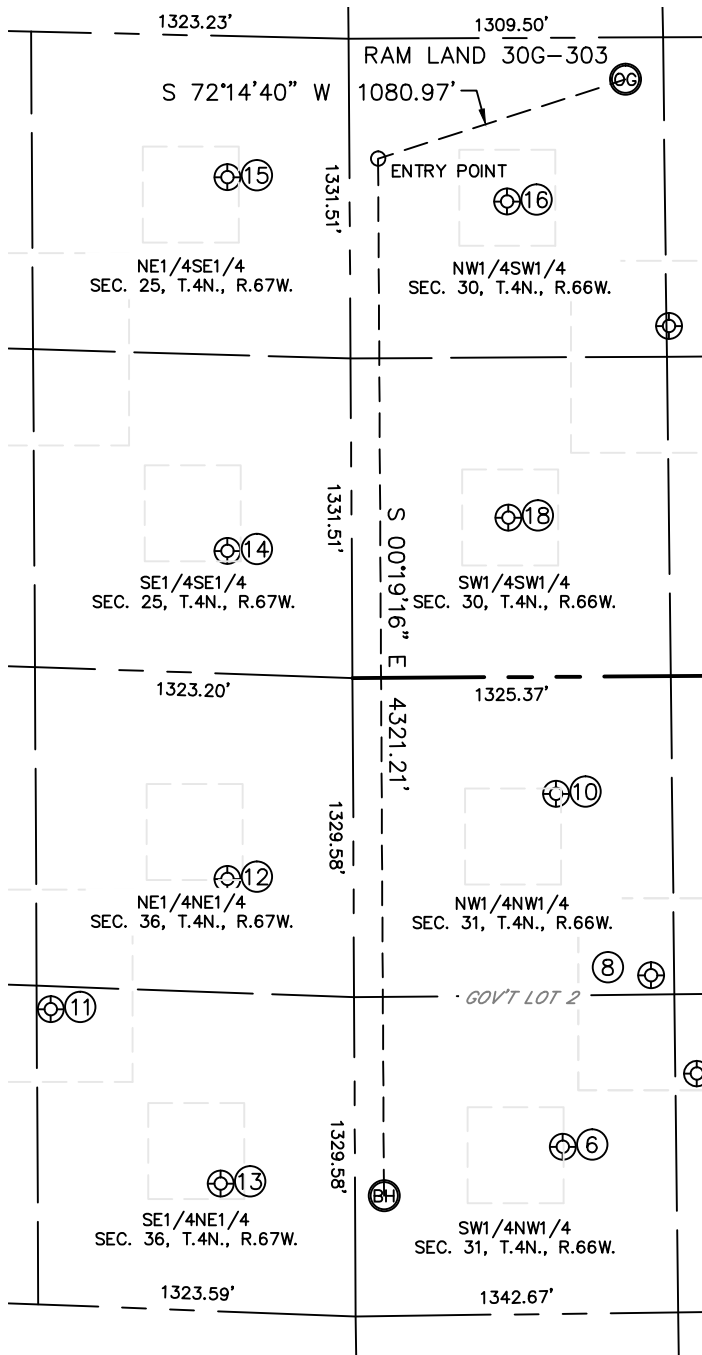 1323.23'
1309.50'
RAM LAND 30G-303
OG
S 72°14'40" W 1080.97'
ENTRY POINT
15
1331.51'
16
NE1/4SE1/4
SEC. 25, T.4N., R.67W.
NW1/4SW1/4
SEC. 30, T.4N., R.66W.
1331.51'
14
18
S 00°19'16" E 4321.21'
SE1/4SE1/4
SEC. 25, T.4N., R.67W.
SW1/4SW1/4
SEC. 30, T.4N., R.66W.
1323.20'
1325.37'
10
1329.58'
12
NE1/4NE1/4
SEC. 36, T.4N., R.67W.
NW1/4NW1/4
SEC. 31, T.4N., R.66W.
8
GOV'T LOT 2
11
1329.58'
6
13
BH
SE1/4NE1/4
SEC. 36, T.4N., R.67W.
SW1/4NW1/4
SEC. 31, T.4N., R.66W.
1323.59'
1342.67'